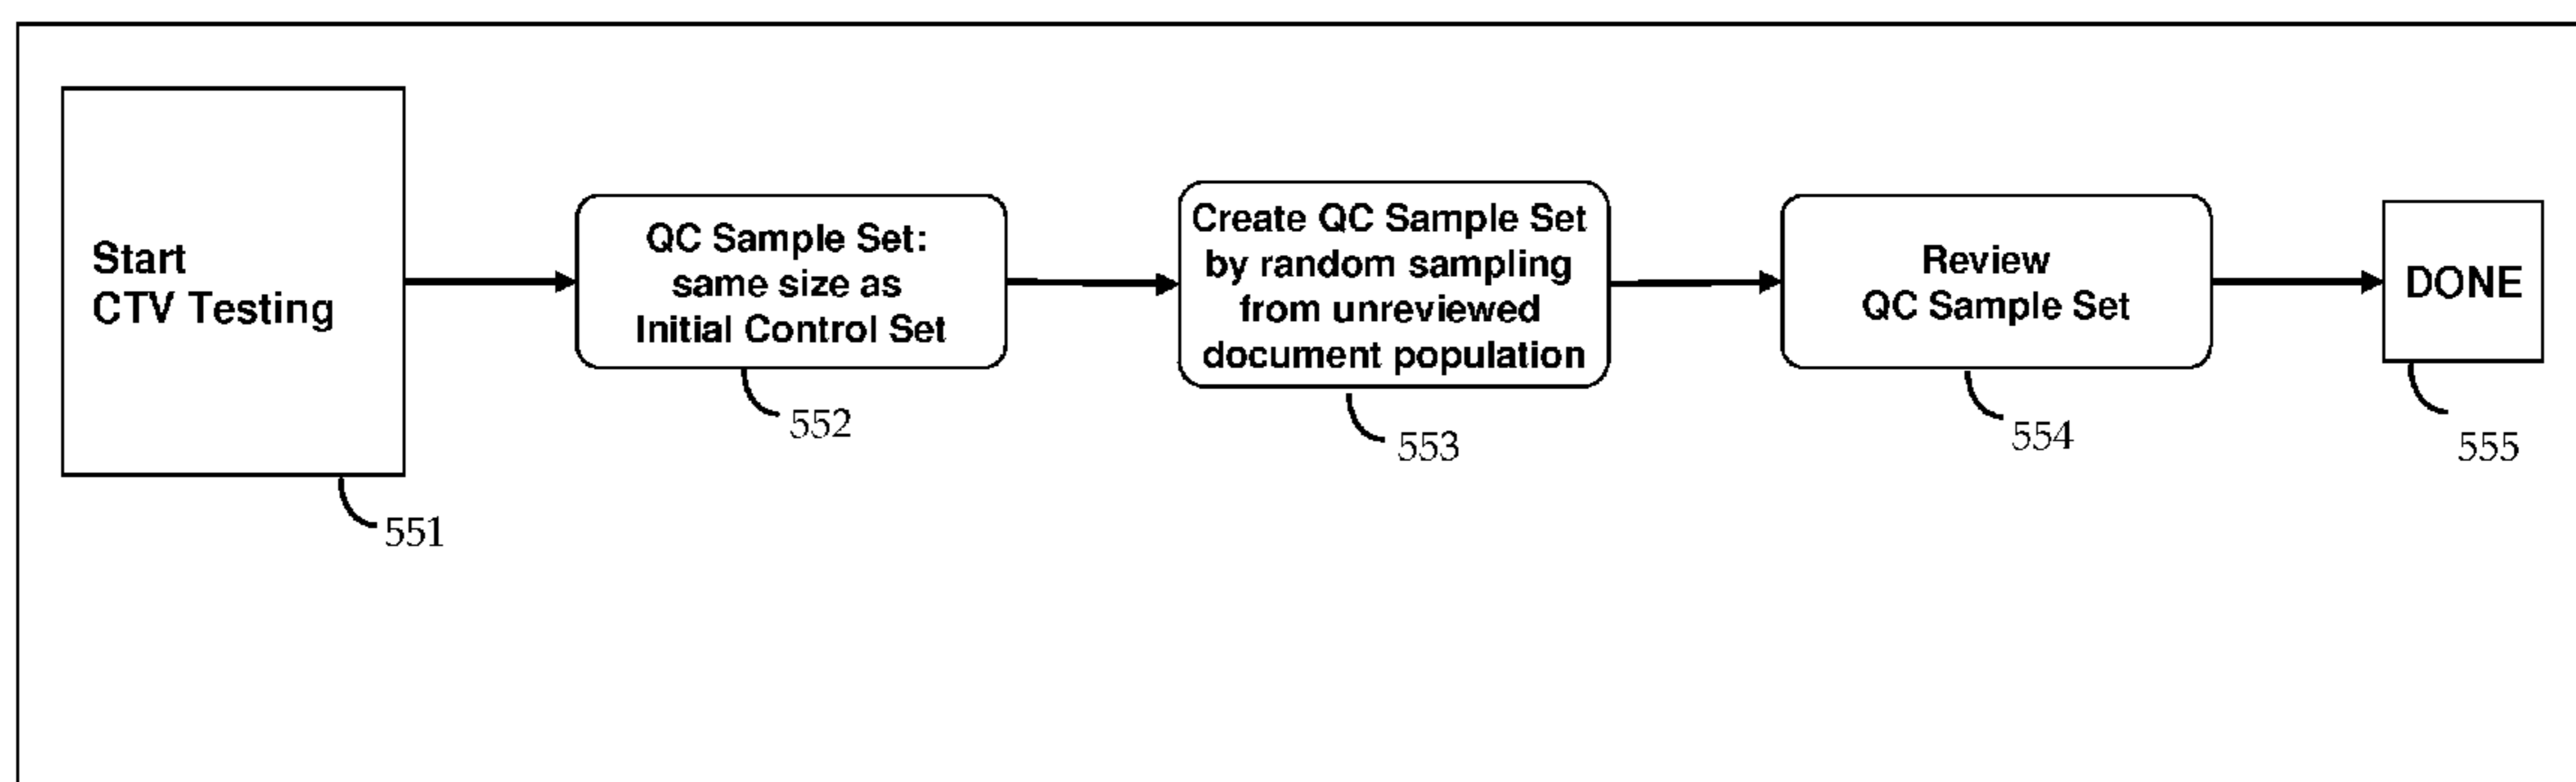 Start
CTV Testing
551
QC Sample Set:
same size as
Initial Control Set
552
Create QC Sample Set
by random sampling
from unreviewed
document population
553
Review
QC Sample Set
554
DONE
555